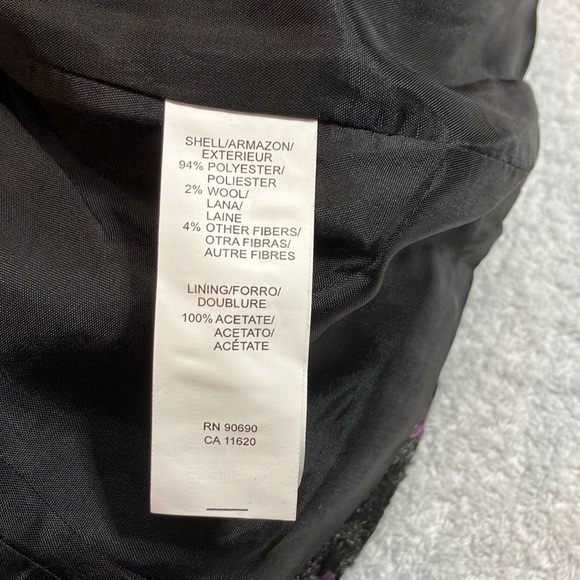 SHELL/ARMAZON/
EXTERIEUR
94% POLYESTER/
POLIESTER
2% WOOL/
LANA/
LAINE
4% OTHER FIBERS/
OTRA FIBRAS/
AUTRE FIBRES
LINING/FORRO/
DOUBLURE
100% ACETATE/
ACETATO/
ACÉTATE
RN 90690
CA 11620